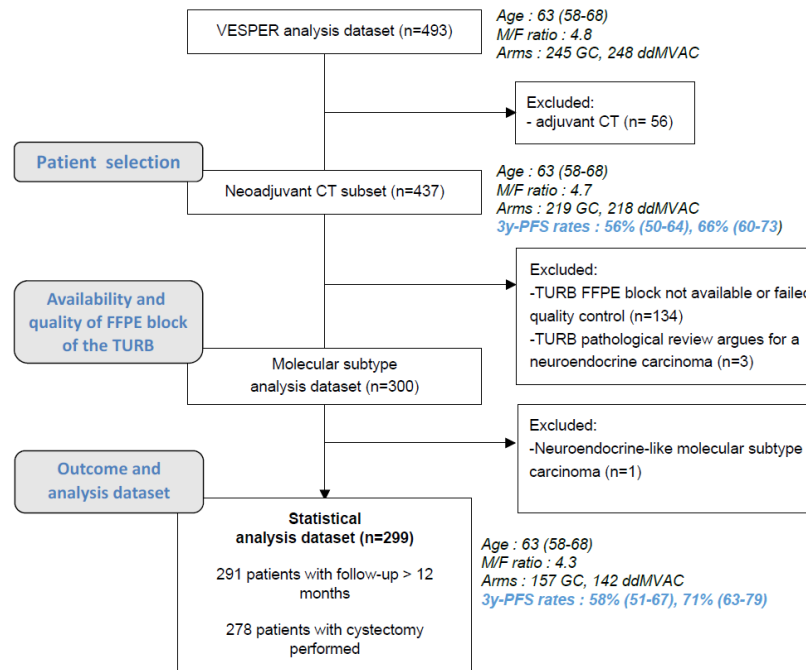 VESPER analysis dataset (n=493)
Age : 63 (58-68)
M/F ratio : 4.8
Arms : 245 GC, 248 ddMVAC
Excluded:
- adjuvant CT (n= 56)
Patient selection
Neoadjuvant CT subset (n=437)
Age : 63 (58-68)
M/F ratio : 4.7
Arms : 219 GC, 218 ddMVAC
3y-PFS rates : 56% (50-64), 66% (60-73)
Excluded:
-TURB FFPE block not available or failed
quality control (n=134)
-TURB pathological review argues for a
neuroendocrine carcinoma (n=3)
Availability and
quality of FFPE block
of the TURB
Molecular subtype
analysis dataset (n=300)
Excluded:
-Neuroendocrine-like molecular subtype
carcinoma (n=1)
Outcome and
analysis dataset
Statistical
analysis dataset (n=299)
291 patients with follow-up > 12
months
278 patients with cystectomy
performed
Age : 63 (58-68)
M/F ratio : 4.3
Arms : 157 GC, 142 ddMVAC
3y-PFS rates : 58% (51-67), 71% (63-79)